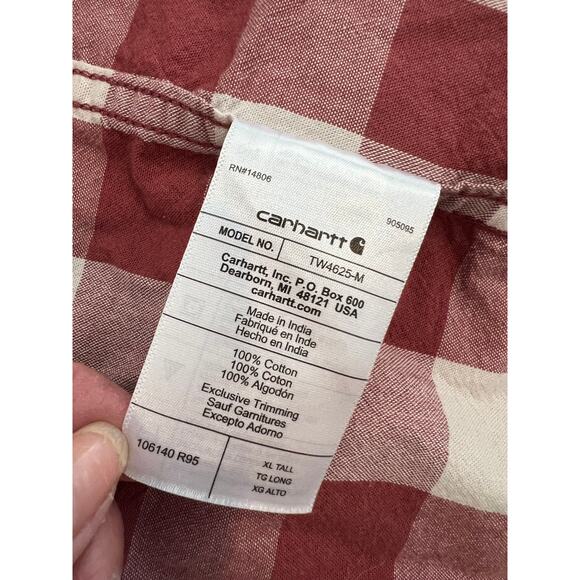 RN#14806
905095
carhartt
MODEL NO. TW4625-M
Carhartt, Inc. P.O. Box 600
Dearborn, MI 48121 USA
carhartt.com
Made in India
Fabriqué en Inde
Hecho en India
100% Cotton
100% Coton
100% Algodón
Exclusive Trimming
Sauf Garnitures
Excepto Adorno
106140 R95
XL TALL
TG LONG
XG ALTO